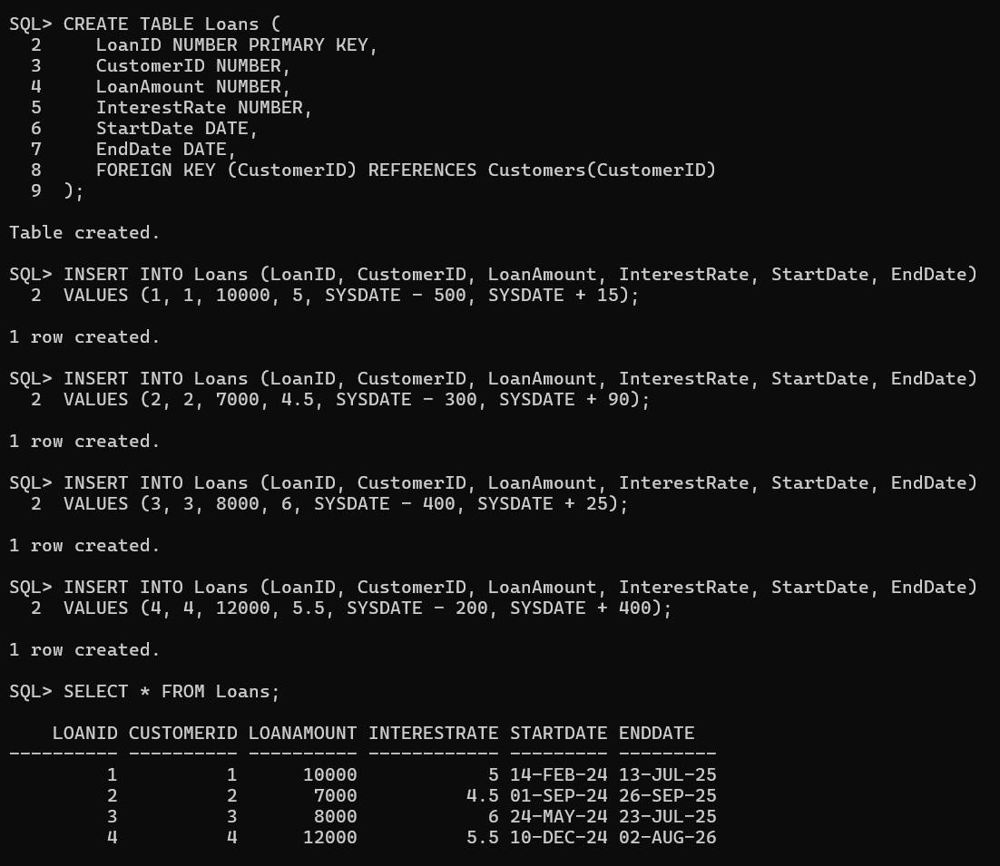 SQL> CREATE TABLE Loans (
  2     LoanID NUMBER PRIMARY KEY,
  3     CustomerID NUMBER,
  4     LoanAmount NUMBER,
  5     InterestRate NUMBER,
  6     StartDate DATE,
  7     EndDate DATE,
  8     FOREIGN KEY (CustomerID) REFERENCES Customers(CustomerID)
  9  );
Table created.
SQL> INSERT INTO Loans (LoanID, CustomerID, LoanAmount, InterestRate, StartDate, EndDate)
  2  VALUES (1, 1, 10000, 5, SYSDATE - 500, SYSDATE + 15);
1 row created.
SQL> INSERT INTO Loans (LoanID, CustomerID, LoanAmount, InterestRate, StartDate, EndDate)
  2  VALUES (2, 2, 7000, 4.5, SYSDATE - 300, SYSDATE + 90);
1 row created.
SQL> INSERT INTO Loans (LoanID, CustomerID, LoanAmount, InterestRate, StartDate, EndDate)
  2  VALUES (3, 3, 8000, 6, SYSDATE - 400, SYSDATE + 25);
1 row created.
SQL> INSERT INTO Loans (LoanID, CustomerID, LoanAmount, InterestRate, StartDate, EndDate)
  2  VALUES (4, 4, 12000, 5.5, SYSDATE - 200, SYSDATE + 400);
1 row created.
SQL> SELECT * FROM Loans;
    LOANID CUSTOMERID LOANAMOUNT INTERESTRATE STARTDATE ENDDATE
---------- ---------- ---------- ------------ --------- ---------
         1          1      10000            5 14-FEB-24 13-JUL-25
         2          2       7000          4.5 01-SEP-24 26-SEP-25
         3          3       8000            6 24-MAY-24 23-JUL-25
         4          4      12000          5.5 10-DEC-24 02-AUG-26